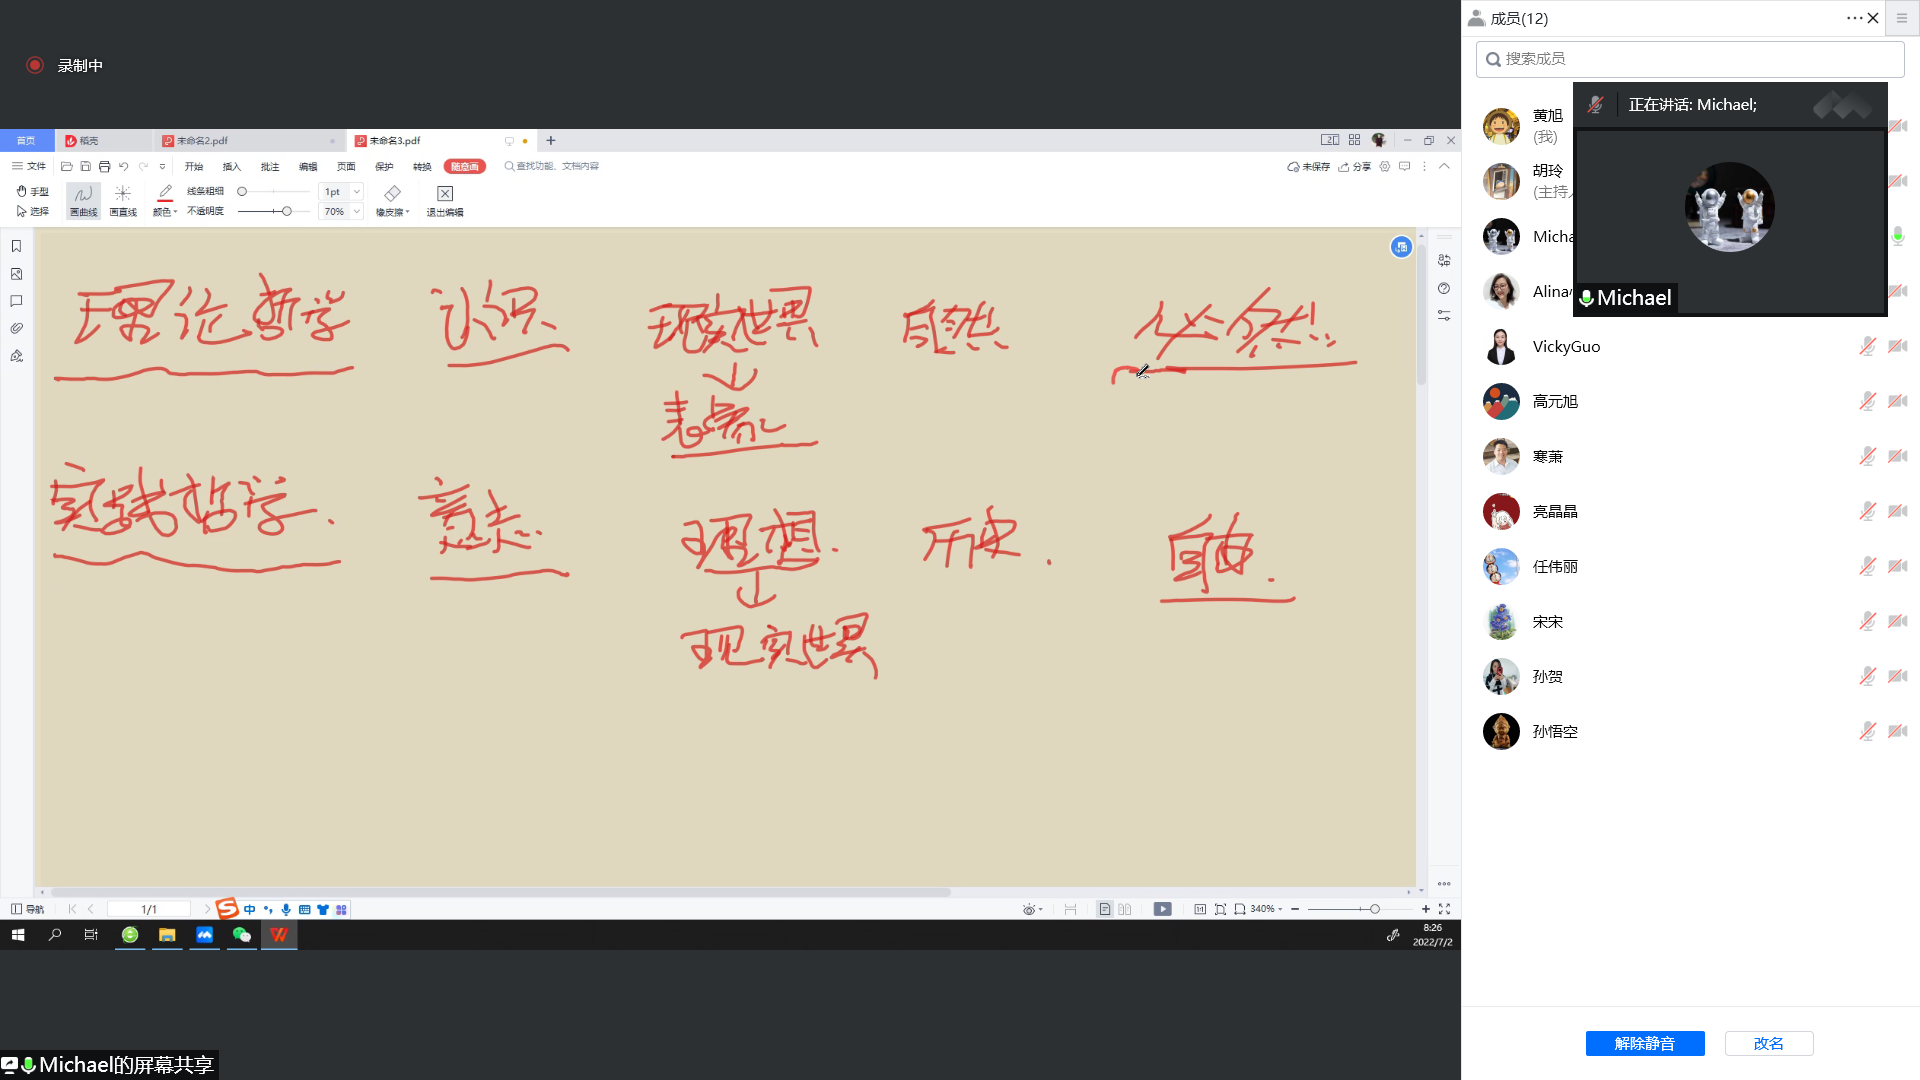 录制中
首页 稻壳 未命名2.pdf 未命名3.pdf
文件 开始 插入 批注 编辑 页面 保护 转换 随意画 查找功能、文档内容 未保存 分享
手型 选择 画曲线 画直线 颜色 线条粗细 1pt 不透明度 70% 橡皮擦 退出编辑
理论哲学 认识 现实世界 自然 必然
表象
实践哲学 意志 理想 历史 自由
现实世界
导航 1/1 中 340%
8:26
2022/7/2
Michael的屏幕共享
成员(12)
搜索成员
正在讲话: Michael;
Michael
黄旭
(我)
胡玲
(主持
Micha
Alina
VickyGuo
高元旭
寒萧
亮晶晶
任伟丽
宋宋
孙贺
孙悟空
解除静音 改名